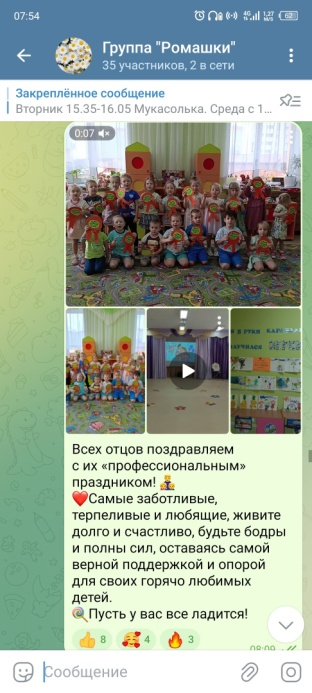 07:54
Группа "Ромашки"
35 участников, 2 в сети
Закреплённое сообщение
Вторник 15.35-16.05 Мукасолька. Среда с 1...
0:07
Всех отцов поздравляем
с их «профессиональным»
праздником!
Самые заботливые,
терпеливые и любящие, живите
долго и счастливо, будьте бодры
и полны сил, оставаясь самой
верной поддержкой и опорой
для своих горячо любимых
детей.
Пусть у вас все ладится!
8 4 3
08:09
Сообщение